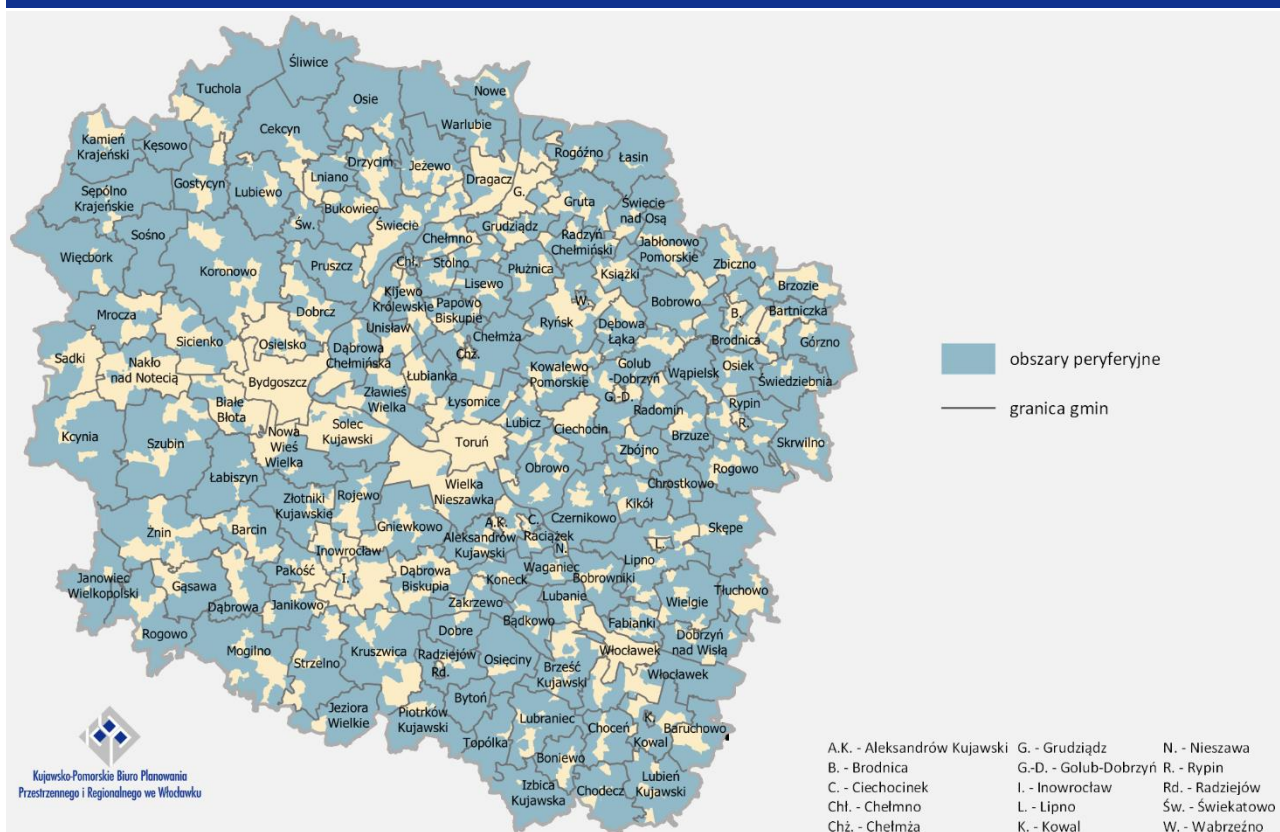 Śliwice
Tuchola
Osie
Nowe
Cekcyn
Warlubie
Kamień
Krajeński
Kęsowo
Drzycim
Rogóźno
Łasin
Jeżewo
Lniano
Dragacz
Gostycyn
Sępólno
Krajeńskie
Lubiewo
G.
Gruta
Bukowiec
Świecie
nad Osą
Św.
Świecie
Grudziądz
Sośno
Chełmno
Radzyń
Chełmiński
Jabłonowo
Pomorskie
Więcbork
Koronowo
Pruszcz
Chł.
Stolno
Płużnica
Książki
Zbiczno
Lisewo
Brzozie
Kijewo
Królewskie
Papowo
Biskupie
W.
Bobrowo
Mrocza
Dobrcz
Unisław
Ryńsk
Dębowa
Łąka
B.
Bartniczka
Sicienko
Osielsko
Dąbrowa
Chełmińska
Chełmża
Brodnica
Górzno
Sadki
Nakło
nad Notecią
Chż.
Bydgoszcz
Łubianka
Kowalewo
Pomorskie
Golub
-Dobrzyń
Wąpielsk
Osiek
Świedziebnia
Zławieś
Wielka
Łysomice
G.-D.
Białe
Błota
Radomin
Rypin
R.
Kcynia
Szubin
Solec
Kujawski
Lubicz
Ciechocin
Nowa
Wieś
Wielka
Toruń
Brzuze
Skrwilno
Zbójno
Łabiszyn
Obrowo
Rogowo
Wielka
Nieszawka
Chrostkowo
Złotniki
Kujawskie
Rojewo
Kikół
Czernikowo
Żnin
Barcin
Gniewkowo
A.K.
C.
Skępe
Aleksandrów
Kujawski
Raciążek
Inowrocław
N.
L.
Lipno
Janowiec
Wielkopolski
Gąsawa
Pakość
I.
Dąbrowa
Biskupia
Koneck
Waganiec
Bobrowniki
Tłuchowo
Dąbrowa
Janikowo
Zakrzewo
Lubanie
Wielgie
Rogowo
Bądkowo
Fabianki
Dobre
Dobrzyń
nad Wisłą
Mogilno
Strzelno
Kruszwica
Radziejów
Rd.
Osięciny
Włocławek
Brześć
Kujawski
Włocławek
Bytoń
Jeziora
Wielkie
Piotrków
Kujawski
Lubraniec
Choceń
K.
Baruchowo
Topólka
Kowal
Boniewo
Izbica
Kujawska
Chodecz
Lubień
Kujawski
obszary peryferyjne
granica gmin
Kujawsko-Pomorskie Biuro Planowania
Przestrzennego i Regionalnego we Włocławku
A.K. - Aleksandrów Kujawski
B. - Brodnica
C. - Ciechocinek
Chł. - Chełmno
Chż. - Chełmża
G. - Grudziądz
G.-D. - Golub-Dobrzyń
I. - Inowrocław
L. - Lipno
K. - Kowal
N. - Nieszawa
R. - Rypin
Rd. - Radziejów
Św. - Świekatowo
W. - Wąbrzeźno